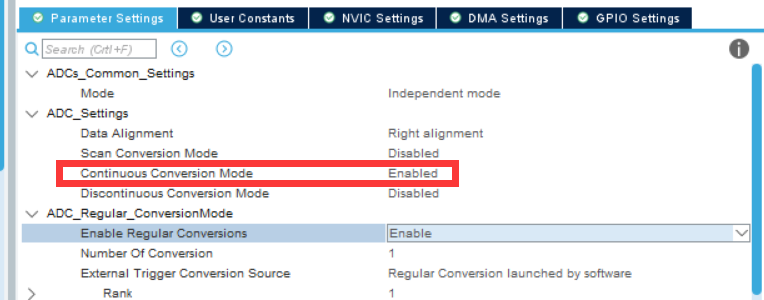 Parameter Settings User Constants NVIC Settings DMA Settings GPIO Settings
Search (Crtl+F)
ADCs_Common_Settings
Mode Independent mode
ADC_Settings
Data Alignment Right alignment
Scan Conversion Mode Disabled
Continuous Conversion Mode Enabled
Discontinuous Conversion Mode Disabled
ADC_Regular_ConversionMode
Enable Regular Conversions Enable
Number Of Conversion 1
External Trigger Conversion Source Regular Conversion launched by software
Rank 1